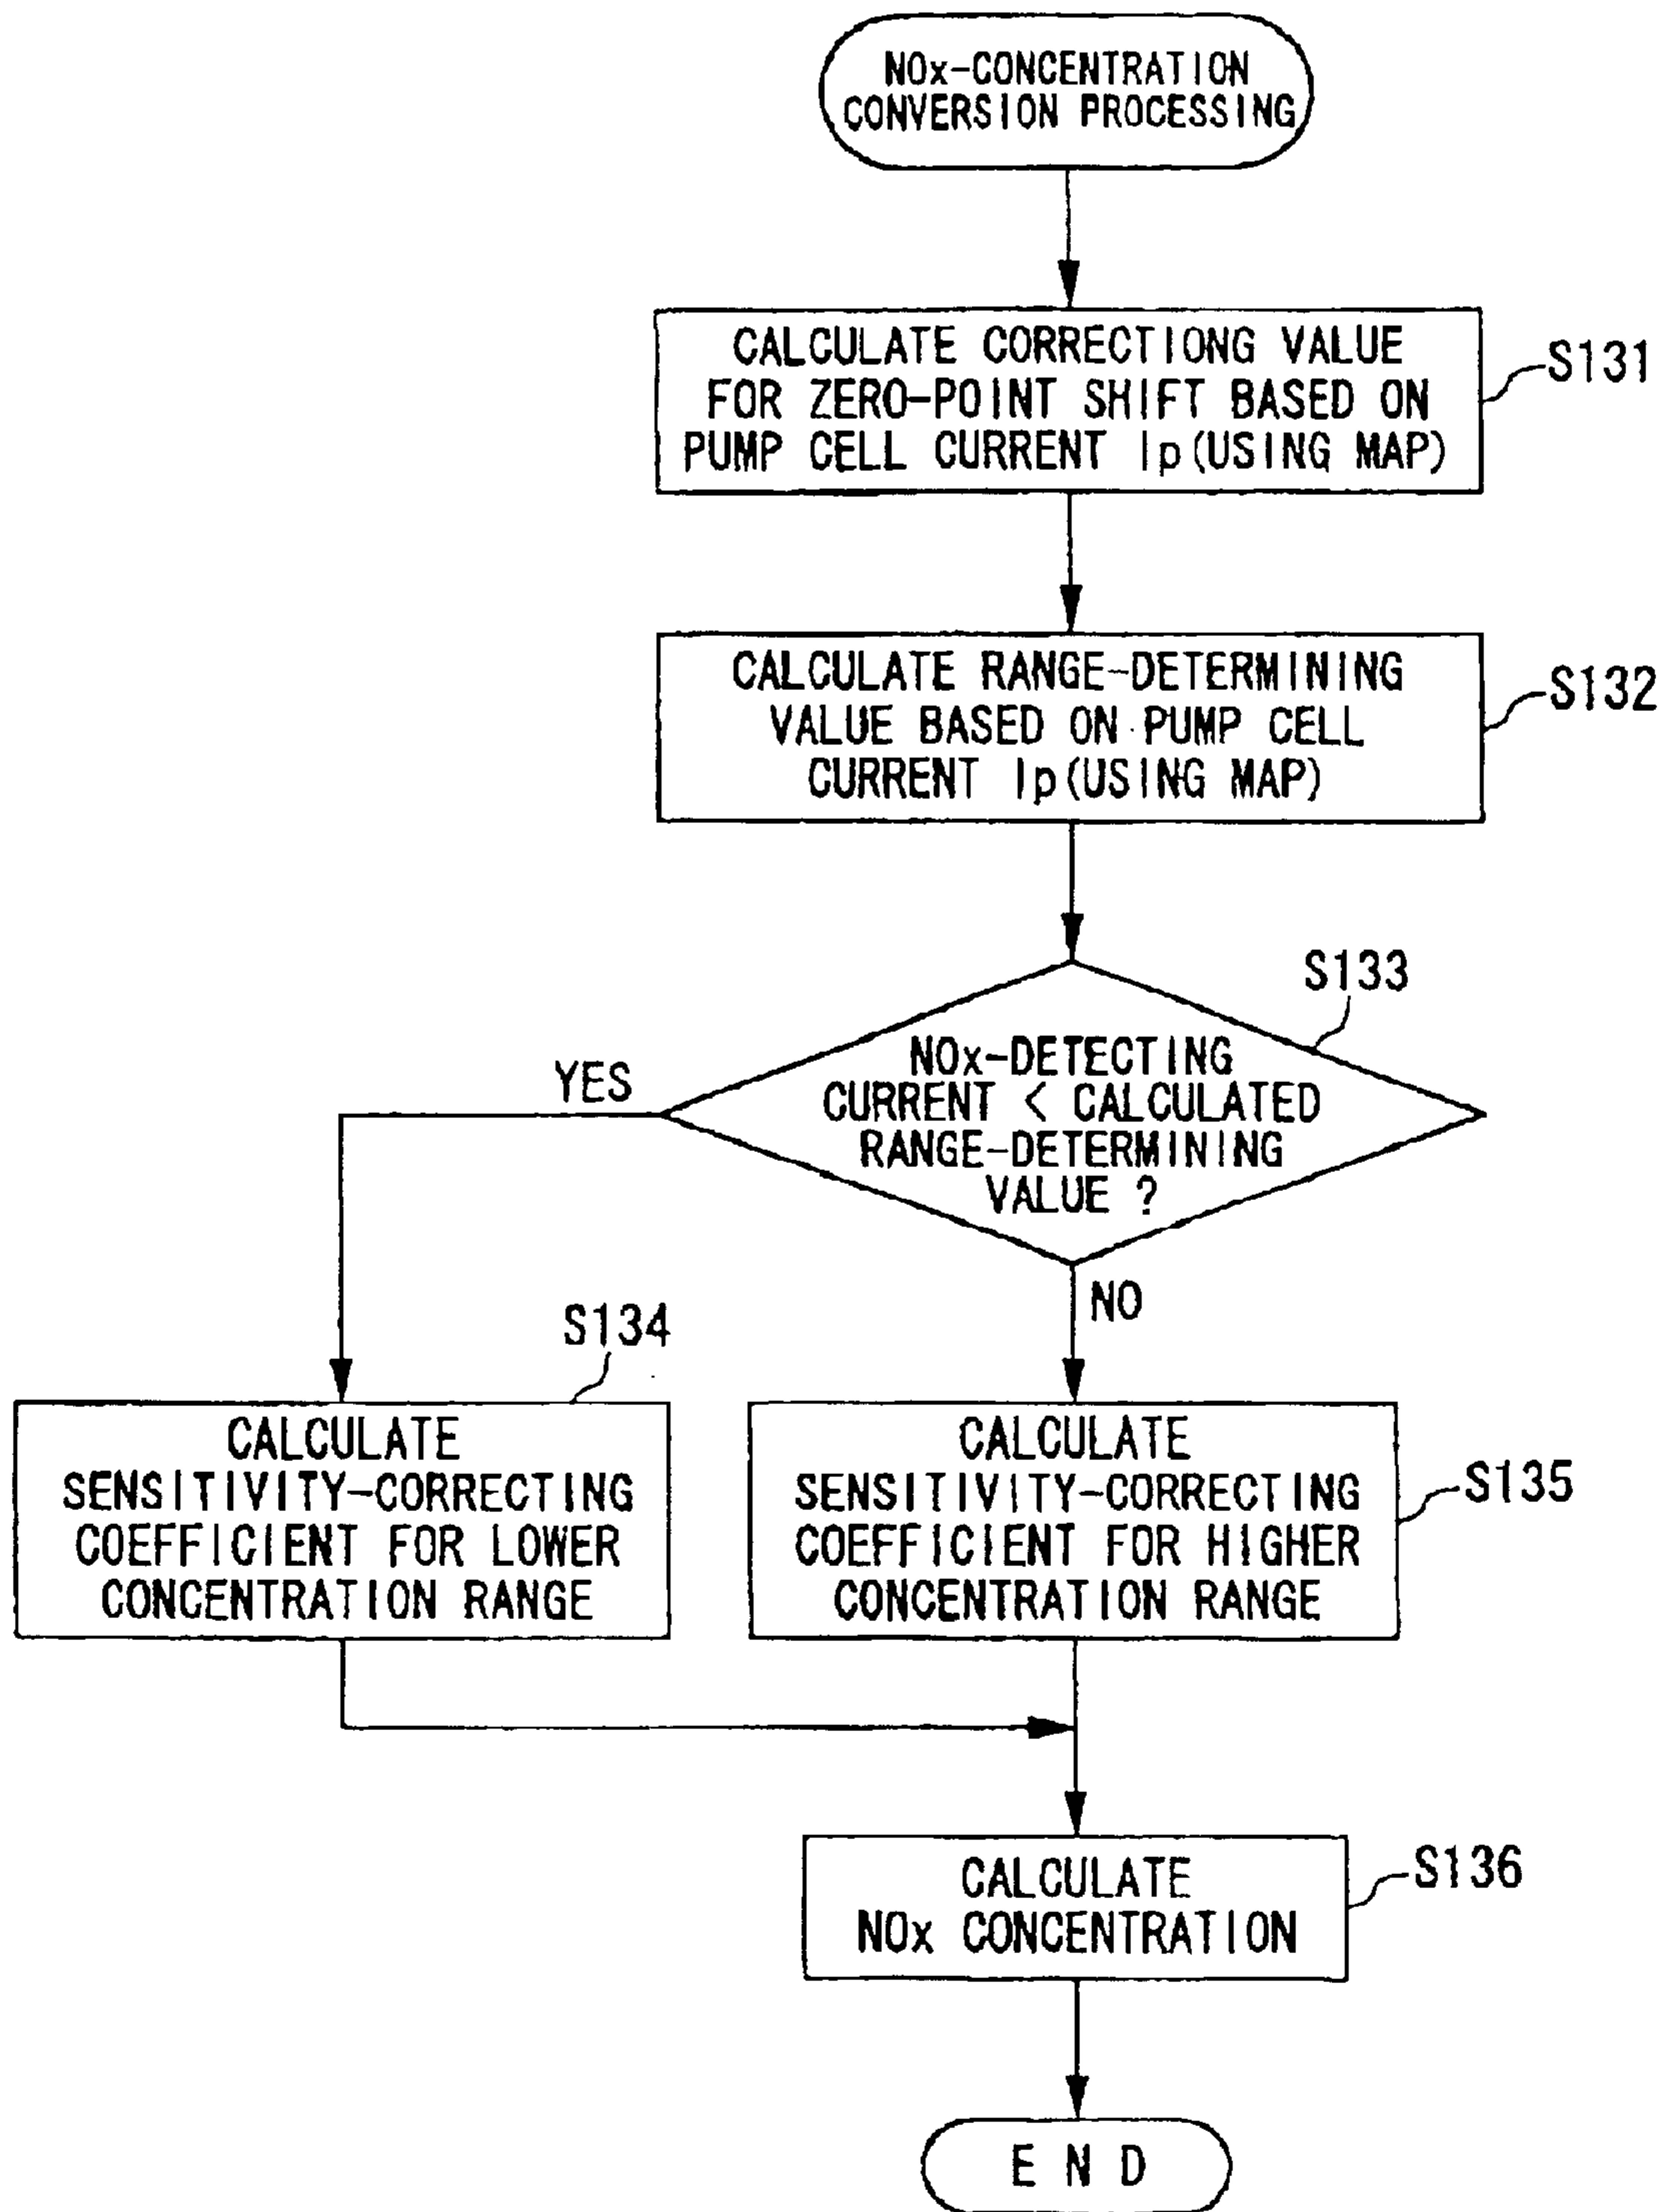 NOx-CONCENTRATION
CONVERSION PROCESSING
CALCULATE CORRECTIONG VALUE
FOR ZERO-POINT SHIFT BASED ON
PUMP CELL CURRENT Ip(USING MAP)
S131
CALCULATE RANGE-DETERMINING
VALUE BASED ON PUMP CELL
CURRENT Ip(USING MAP)
S132
S133
NOx-DETECTING
CURRENT < CALCULATED
RANGE-DETERMINING
VALUE ?
YES
NO
S134
CALCULATE
SENSITIVITY-CORRECTING
COEFFICIENT FOR LOWER
CONCENTRATION RANGE
CALCULATE
SENSITIVITY-CORRECTING
COEFFICIENT FOR HIGHER
CONCENTRATION RANGE
S135
CALCULATE
NOx CONCENTRATION
S136
END